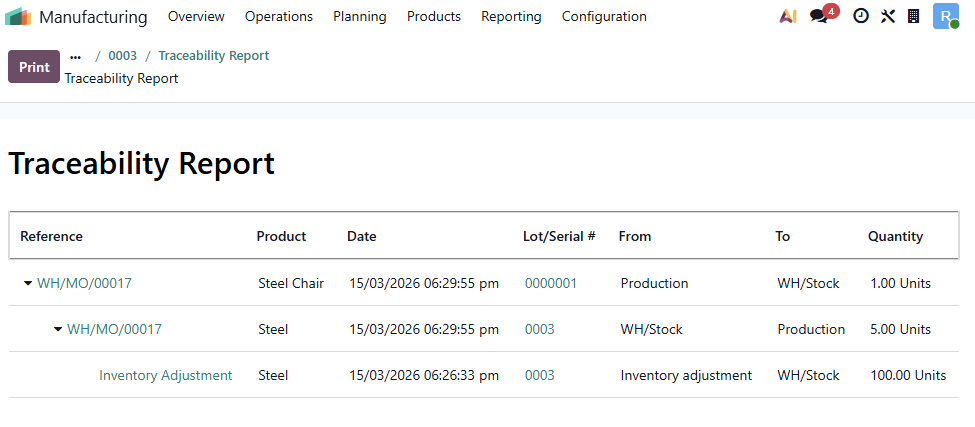 Manufacturing Overview Operations Planning Products Reporting Configuration AI 4 R
Print ... / 0003 / Traceability Report
Traceability Report
Traceability Report
Reference Product Date Lot/Serial # From To Quantity
WH/MO/00017 Steel Chair 15/03/2026 06:29:55 pm 0000001 Production WH/Stock 1.00 Units
WH/MO/00017 Steel 15/03/2026 06:29:55 pm 0003 WH/Stock Production 5.00 Units
Inventory Adjustment Steel 15/03/2026 06:26:33 pm 0003 Inventory adjustment WH/Stock 100.00 Units